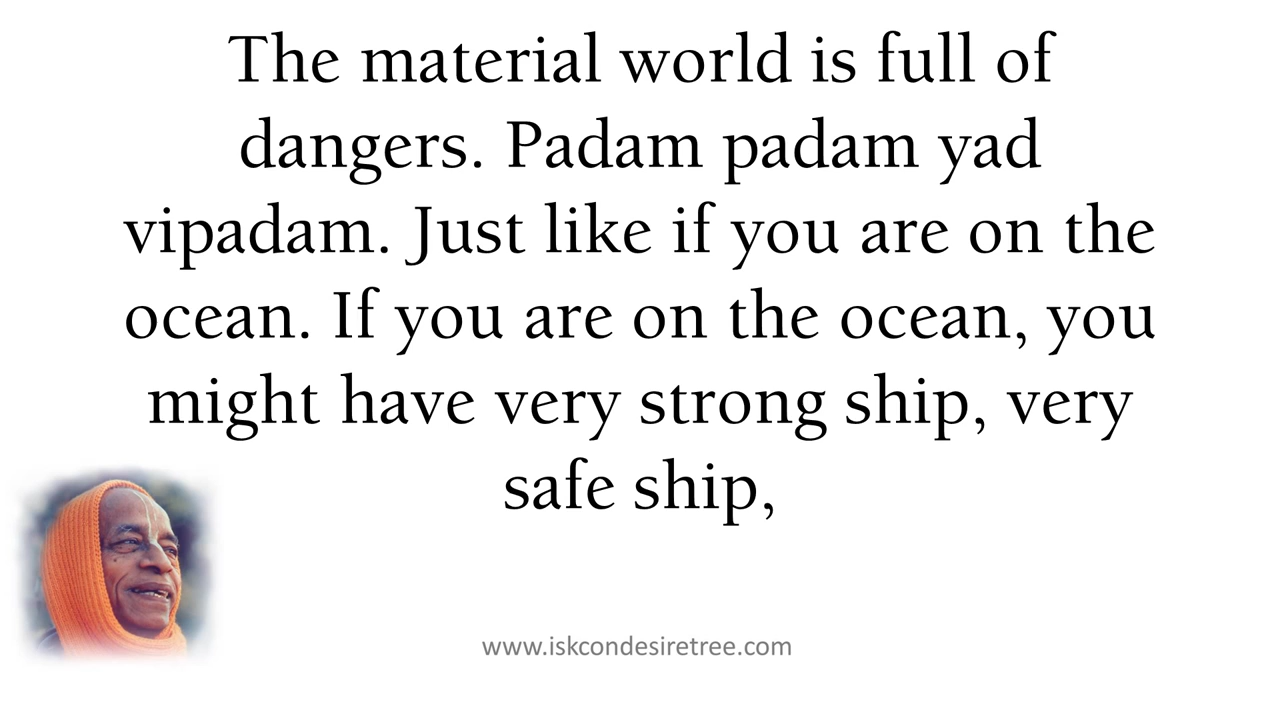 The material world is full of
dangers. Padam padam yad
vipadam. Just like if you are on the
ocean. If you are on the ocean, you
might have very strong ship, very
safe ship,
www.iskcondesiretree.com